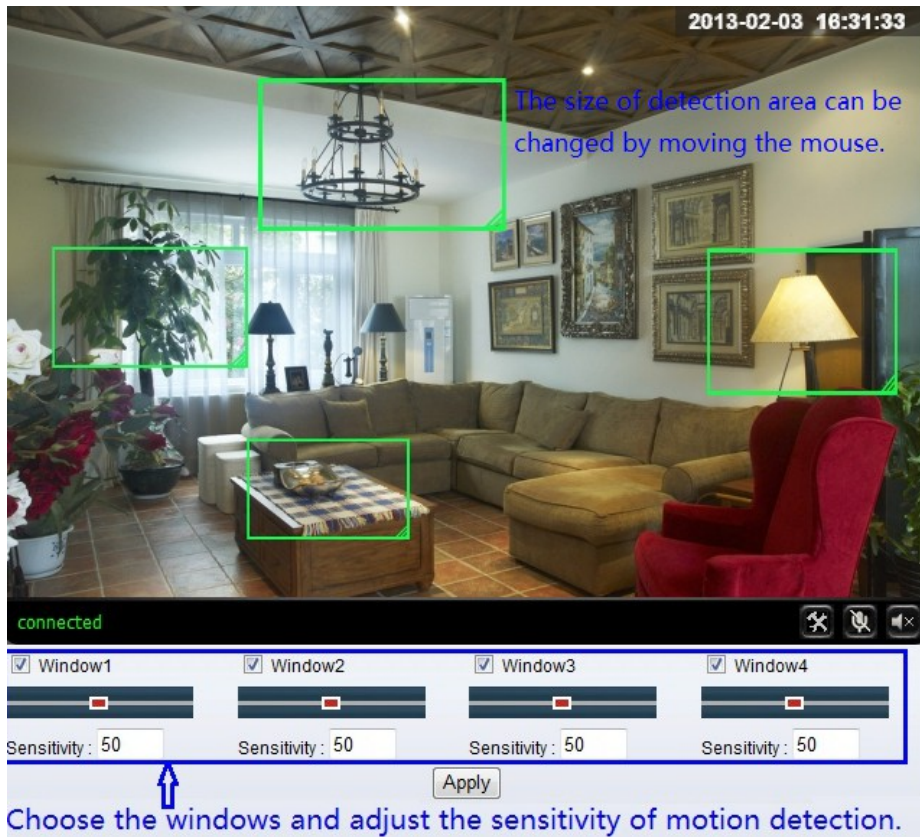 2013-02-03 16:31:33
The size of detection area can be
changed by moving the mouse.
connected
Window1 Window2 Window3 Window4
Sensitivity : 50 Sensitivity : 50 Sensitivity : 50 Sensitivity : 50
Apply
Choose the windows and adjust the sensitivity of motion detection.